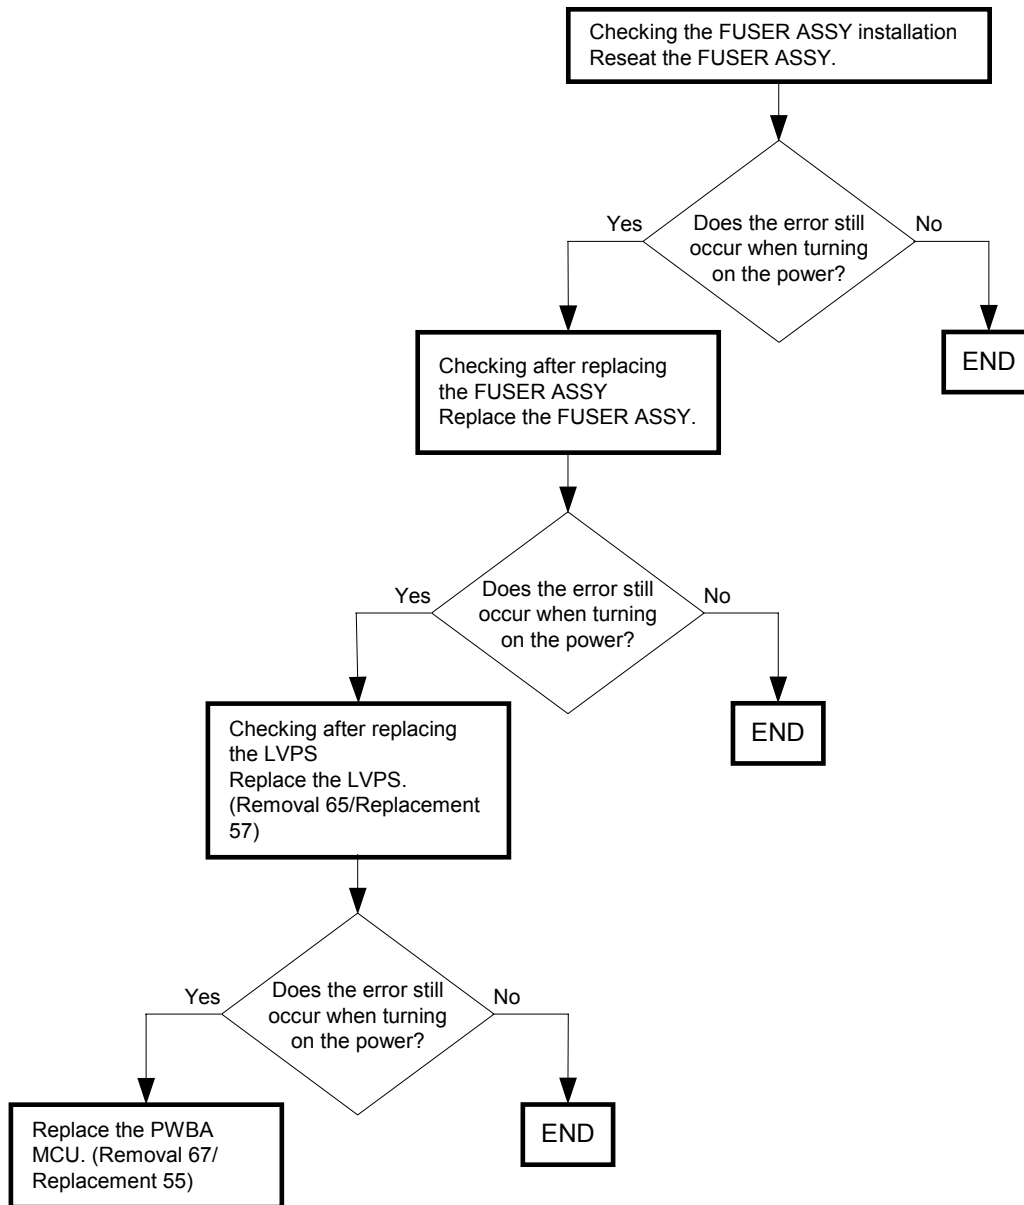 Checking the FUSER ASSY installation
Reseat the FUSER ASSY.
Yes
Does the error still
occur when turning
on the power?
No
END
Checking after replacing
the FUSER ASSY
Replace the FUSER ASSY.
Yes
Does the error still
occur when turning
on the power?
No
END
Checking after replacing
the LVPS
Replace the LVPS.
(Removal 65/Replacement
57)
Yes
Does the error still
occur when turning
on the power?
No
END
Replace the PWBA
MCU. (Removal 67/
Replacement 55)